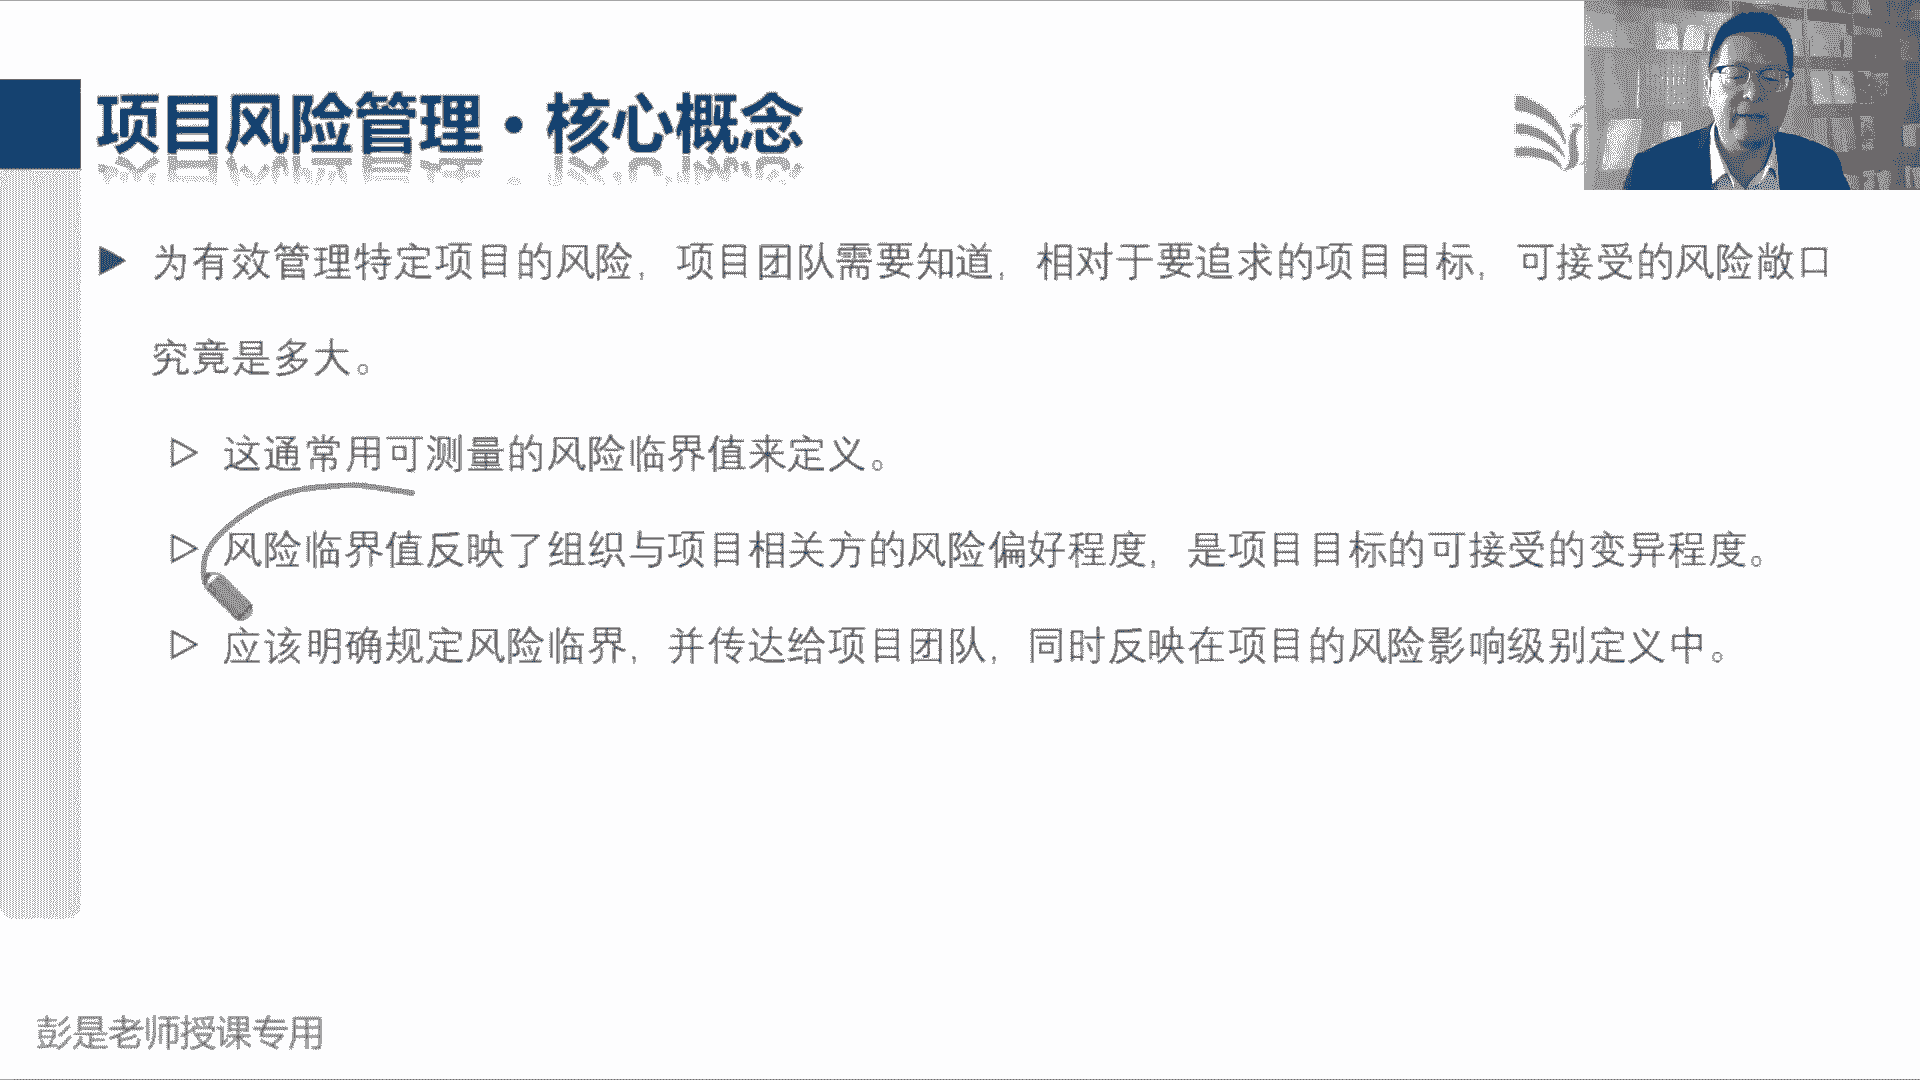 项目风险管理·核心概念
为有效管理特定项目的风险，项目团队需要知道，相对于要追求的项目目标，可接受的风险敞口
究竟是多大。
这通常用可测量的风险临界值来定义。
风险临界值反映了组织与项目相关方的风险偏好程度，是项目目标的可接受的变异程度。
应该明确规定风险临界，并传达给项目团队，同时反映在项目的风险影响级别定义中。
彭是老师授课专用